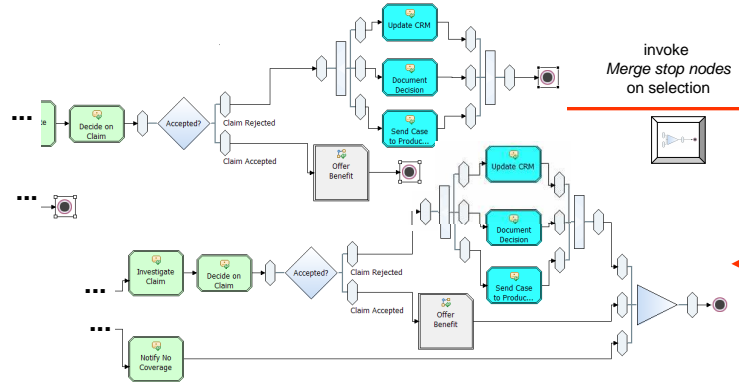 Update CRM
Document
Decision
Send Case
to Produc...
Decide on
Claim
Accepted?
Claim Rejected
Claim Accepted
Offer
Benefit
invoke
Merge stop nodes
on selection
Update CRM
Document
Decision
Send Case
to Produc...
Investigate
Claim
Decide on
Claim
Accepted?
Claim Rejected
Claim Accepted
Offer
Benefit
Notify No
Coverage